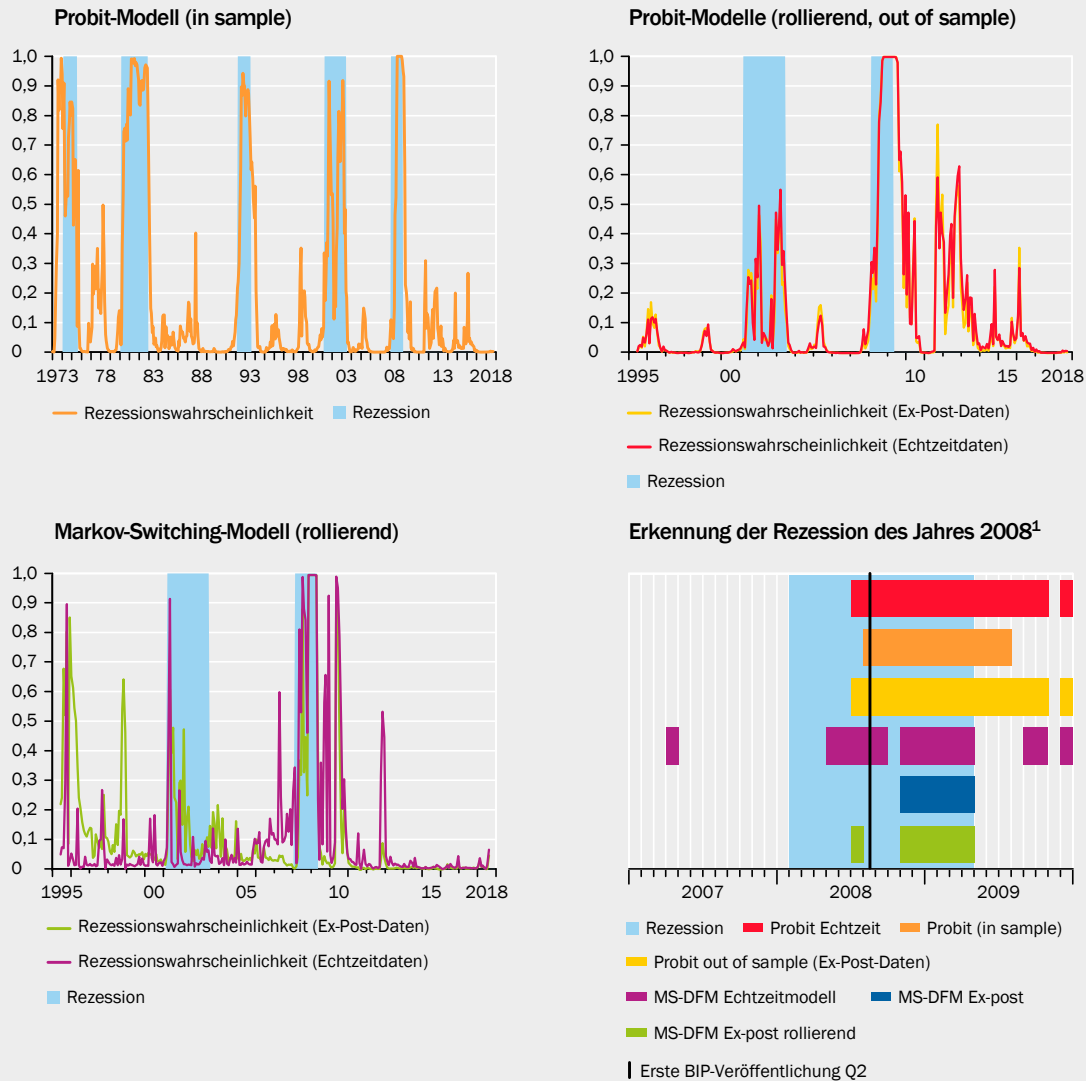 Probit-Modell (in sample)
1,0
0,9
0,8
0,7
0,6
0,5
0,4
0,3
0,2
0,1
0
1973 78 83 88 93 98 03 08 13 2018
Rezessionswahrscheinlichkeit Rezession
Probit-Modelle (rollierend, out of sample)
1,0
0,9
0,8
0,7
0,6
0,5
0,4
0,3
0,2
0,1
0
1995 00 10 15 2018
Rezessionswahrscheinlichkeit (Ex-Post-Daten)
Rezessionswahrscheinlichkeit (Echtzeitdaten)
Rezession
Markov-Switching-Modell (rollierend)
1,0
0,9
0,8
0,7
0,6
0,5
0,4
0,3
0,2
0,1
0
1995 00 05 10 15 2018
Rezessionswahrscheinlichkeit (Ex-Post-Daten)
Rezessionswahrscheinlichkeit (Echtzeitdaten)
Rezession
Erkennung der Rezession des Jahres 2008¹
2007 2008 2009
Rezession Probit Echtzeit Probit (in sample)
Probit out of sample (Ex-Post-Daten)
MS-DFM Echtzeitmodell MS-DFM Ex-post
MS-DFM Ex-post rollierend
Erste BIP-Veröffentlichung Q2